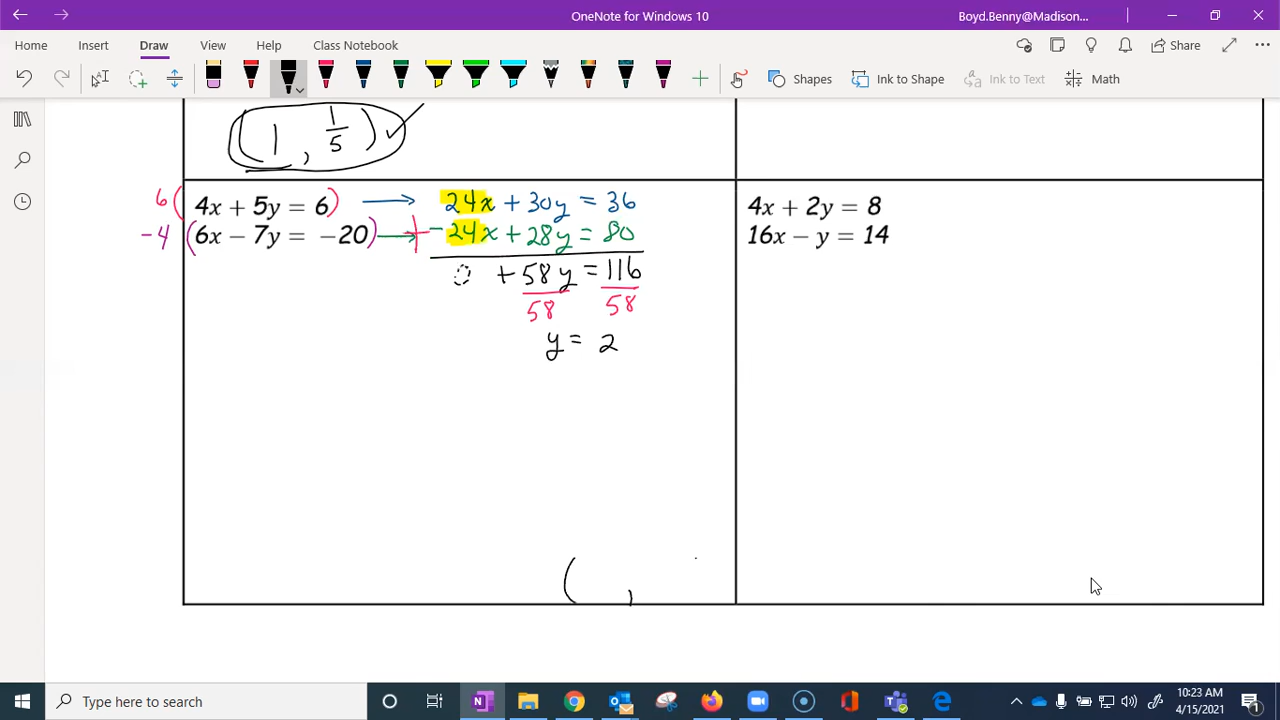 OneNote for Windows 10
Boyd.Benny@Madison...
Home Insert Draw View Help Class Notebook
Share
Shapes Ink to Shape Ink to Text Math
(1, 1/5) ✓
6(4x + 5y = 6) → 24x + 30y = 36
-4(6x − 7y = −20) → + -24x + 28y = 80
0 + 58y = 116
58 58
y = 2
( ,
4x + 2y = 8
16x − y = 14
Type here to search
10:23 AM
4/15/2021
1